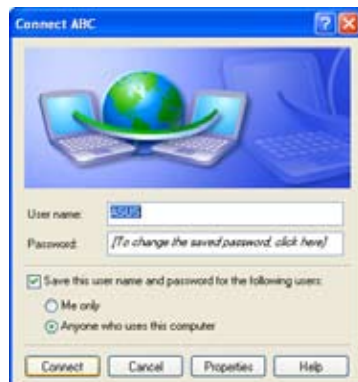 Connect ABC
User name: ASUS
Password: [To change the saved password, click here]
Save this user name and password for the following users:
Me only
Anyone who uses this computer
Connect Cancel Properties Help